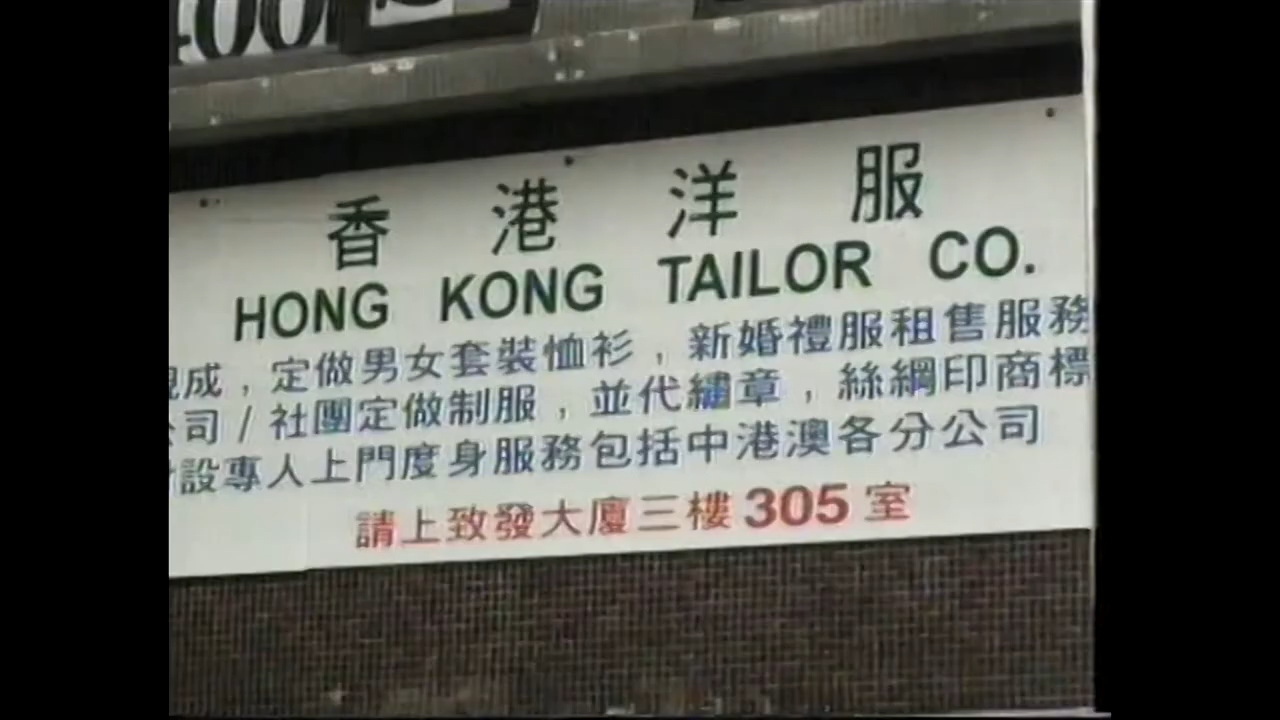 400
香港洋服
HONG KONG TAILOR CO.
現成，定做男女套裝恤衫，新婚禮服租售服務
公司/社團定做制服，並代繡章，絲網印商標
設專人上門度身服務包括中港澳各分公司
請上致發大廈三樓305室